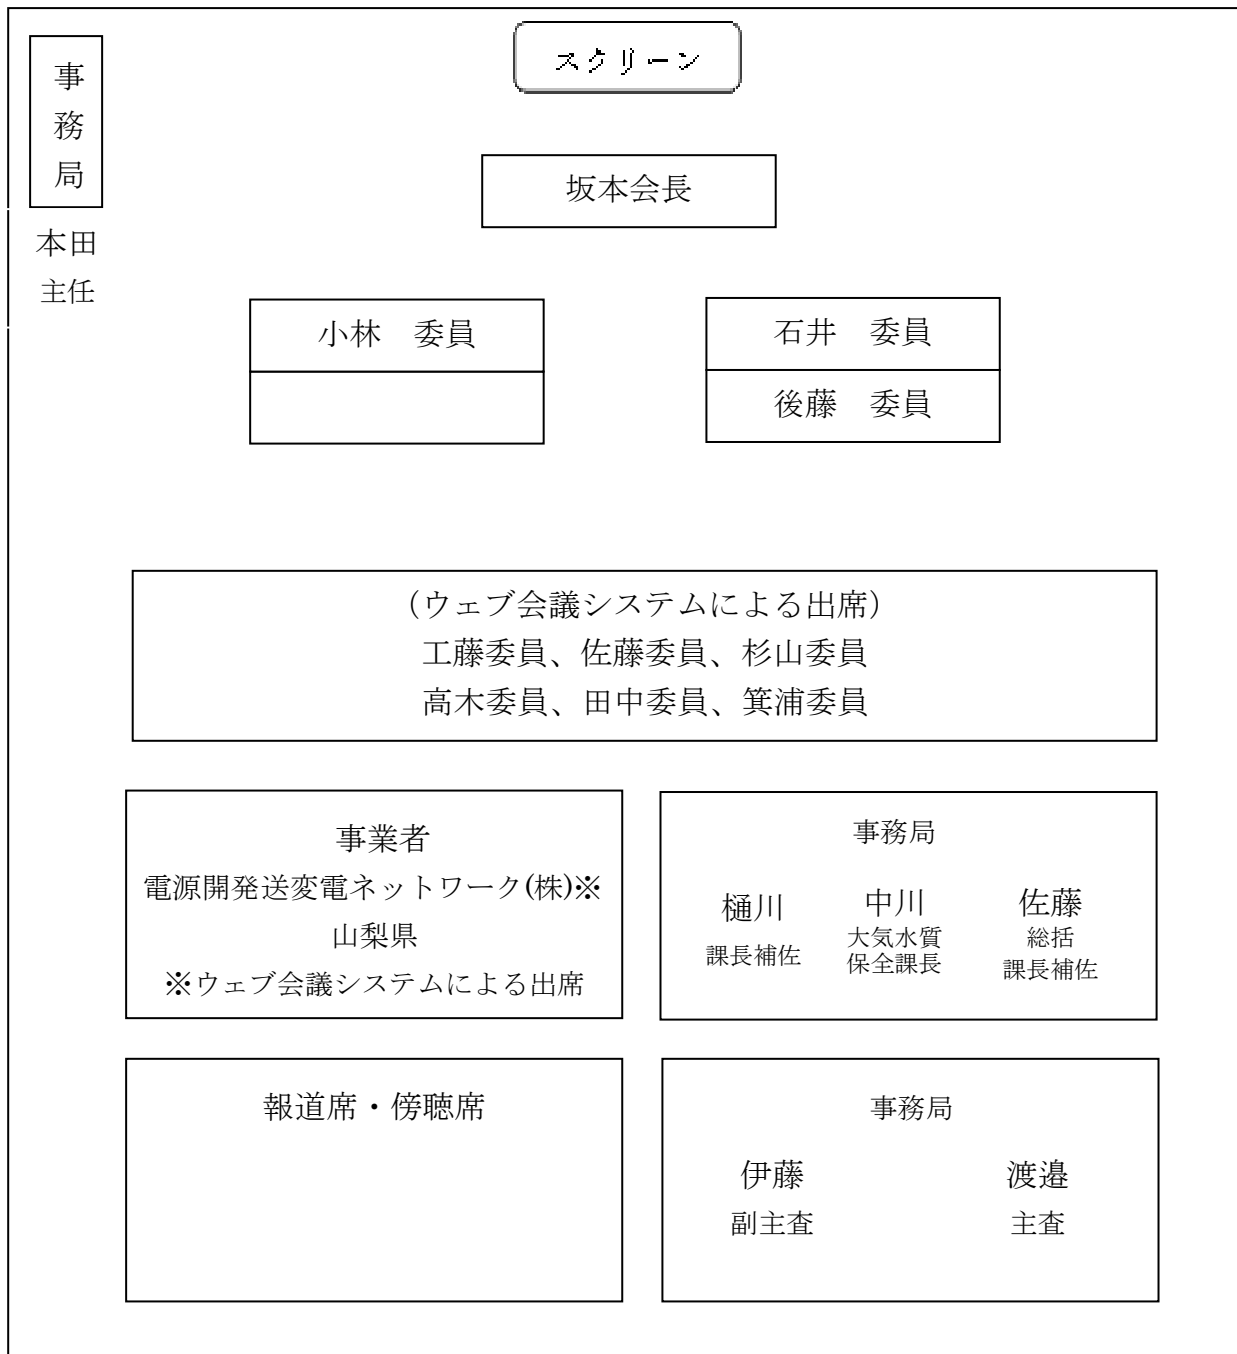 スクリーン
事務局
本田
主任
坂本会長
小林　委員
石井　委員
後藤　委員
（ウェブ会議システムによる出席）
工藤委員、佐藤委員、杉山委員
高木委員、田中委員、箕浦委員
事業者
電源開発送変電ネットワーク(株)※
山梨県
※ウェブ会議システムによる出席
事務局
樋川
課長補佐
中川
大気水質
保全課長
佐藤
総括
課長補佐
報道席・傍聴席
事務局
伊藤
副主査
渡邉
主査